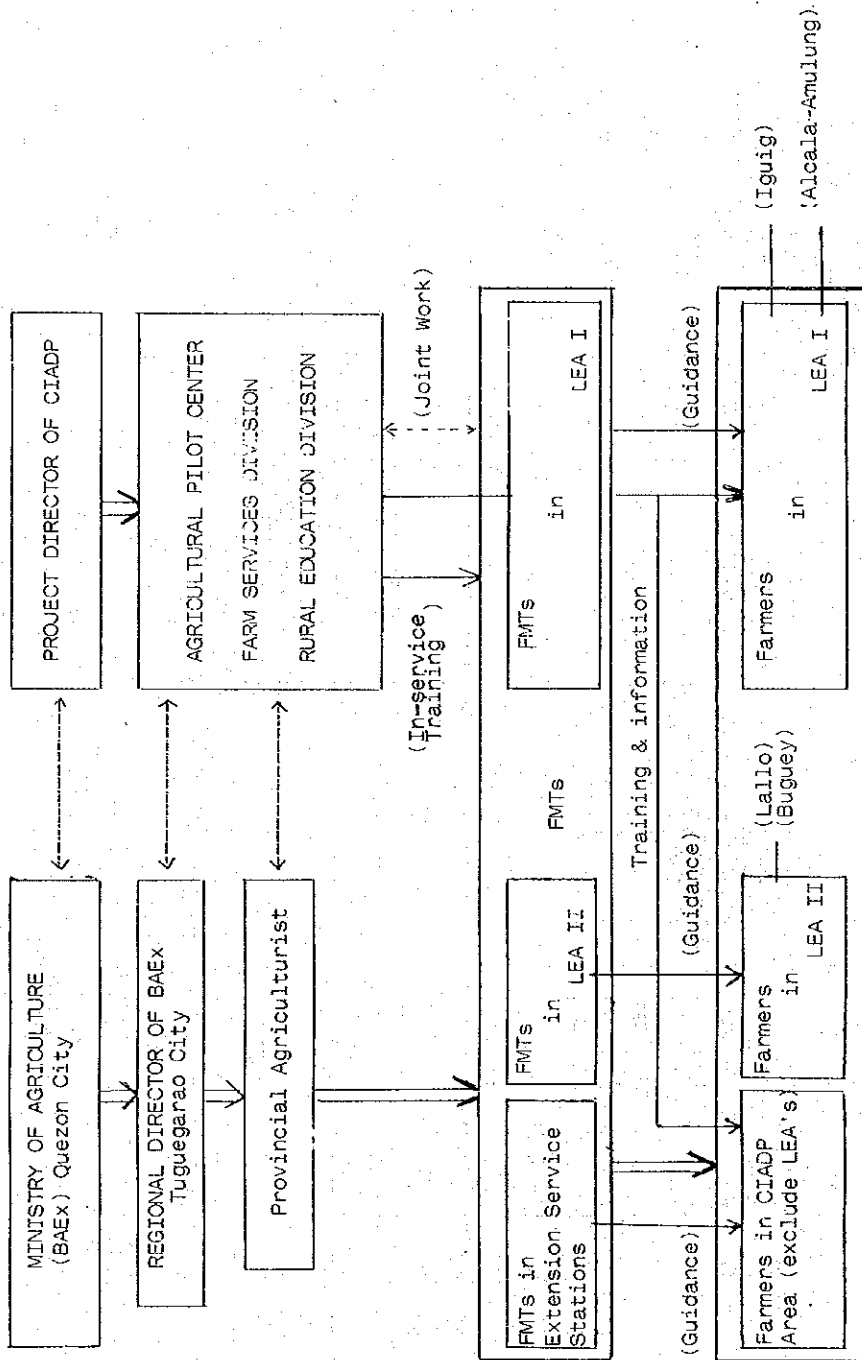 MINISTRY OF AGRICULTURE
(BAEx) Quezon City
PROJECT DIRECTOR OF CIADP
REGIONAL DIRECTOR OF BAEx
Tuguegarao City
AGRICULTURAL PILOT CENTER
FARM SERVICES DIVISION
RURAL EDUCATION DIVISION
Provincial Agriculturist
(In-service
Training)
(Joint Work)
FMTs in
Extension Service
Stations
FMTs
in
LEA II
FMTs
FMTs
in
LEA I
(Guidance)
(Guidance)
Training & information
(Guidance)
Farmers in CIADP
Area (exclude LEA's)
Farmers
in
LEA II
(Lallo)
(Buguey)
Farmers
in
LEA I
(Iguig)
(Alcala-Amulung)